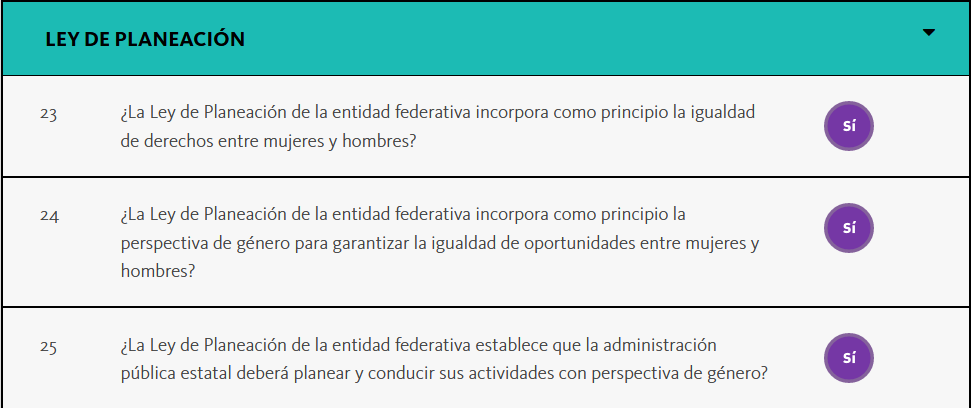 LEY DE PLANEACIÓN
23
¿La Ley de Planeación de la entidad federativa incorpora como principio la igualdad
de derechos entre mujeres y hombres?
Sí
24
¿La Ley de Planeación de la entidad federativa incorpora como principio la
perspectiva de género para garantizar la igualdad de oportunidades entre mujeres y
hombres?
Sí
25
¿La Ley de Planeación de la entidad federativa establece que la administración
pública estatal deberá planear y conducir sus actividades con perspectiva de género?
Sí